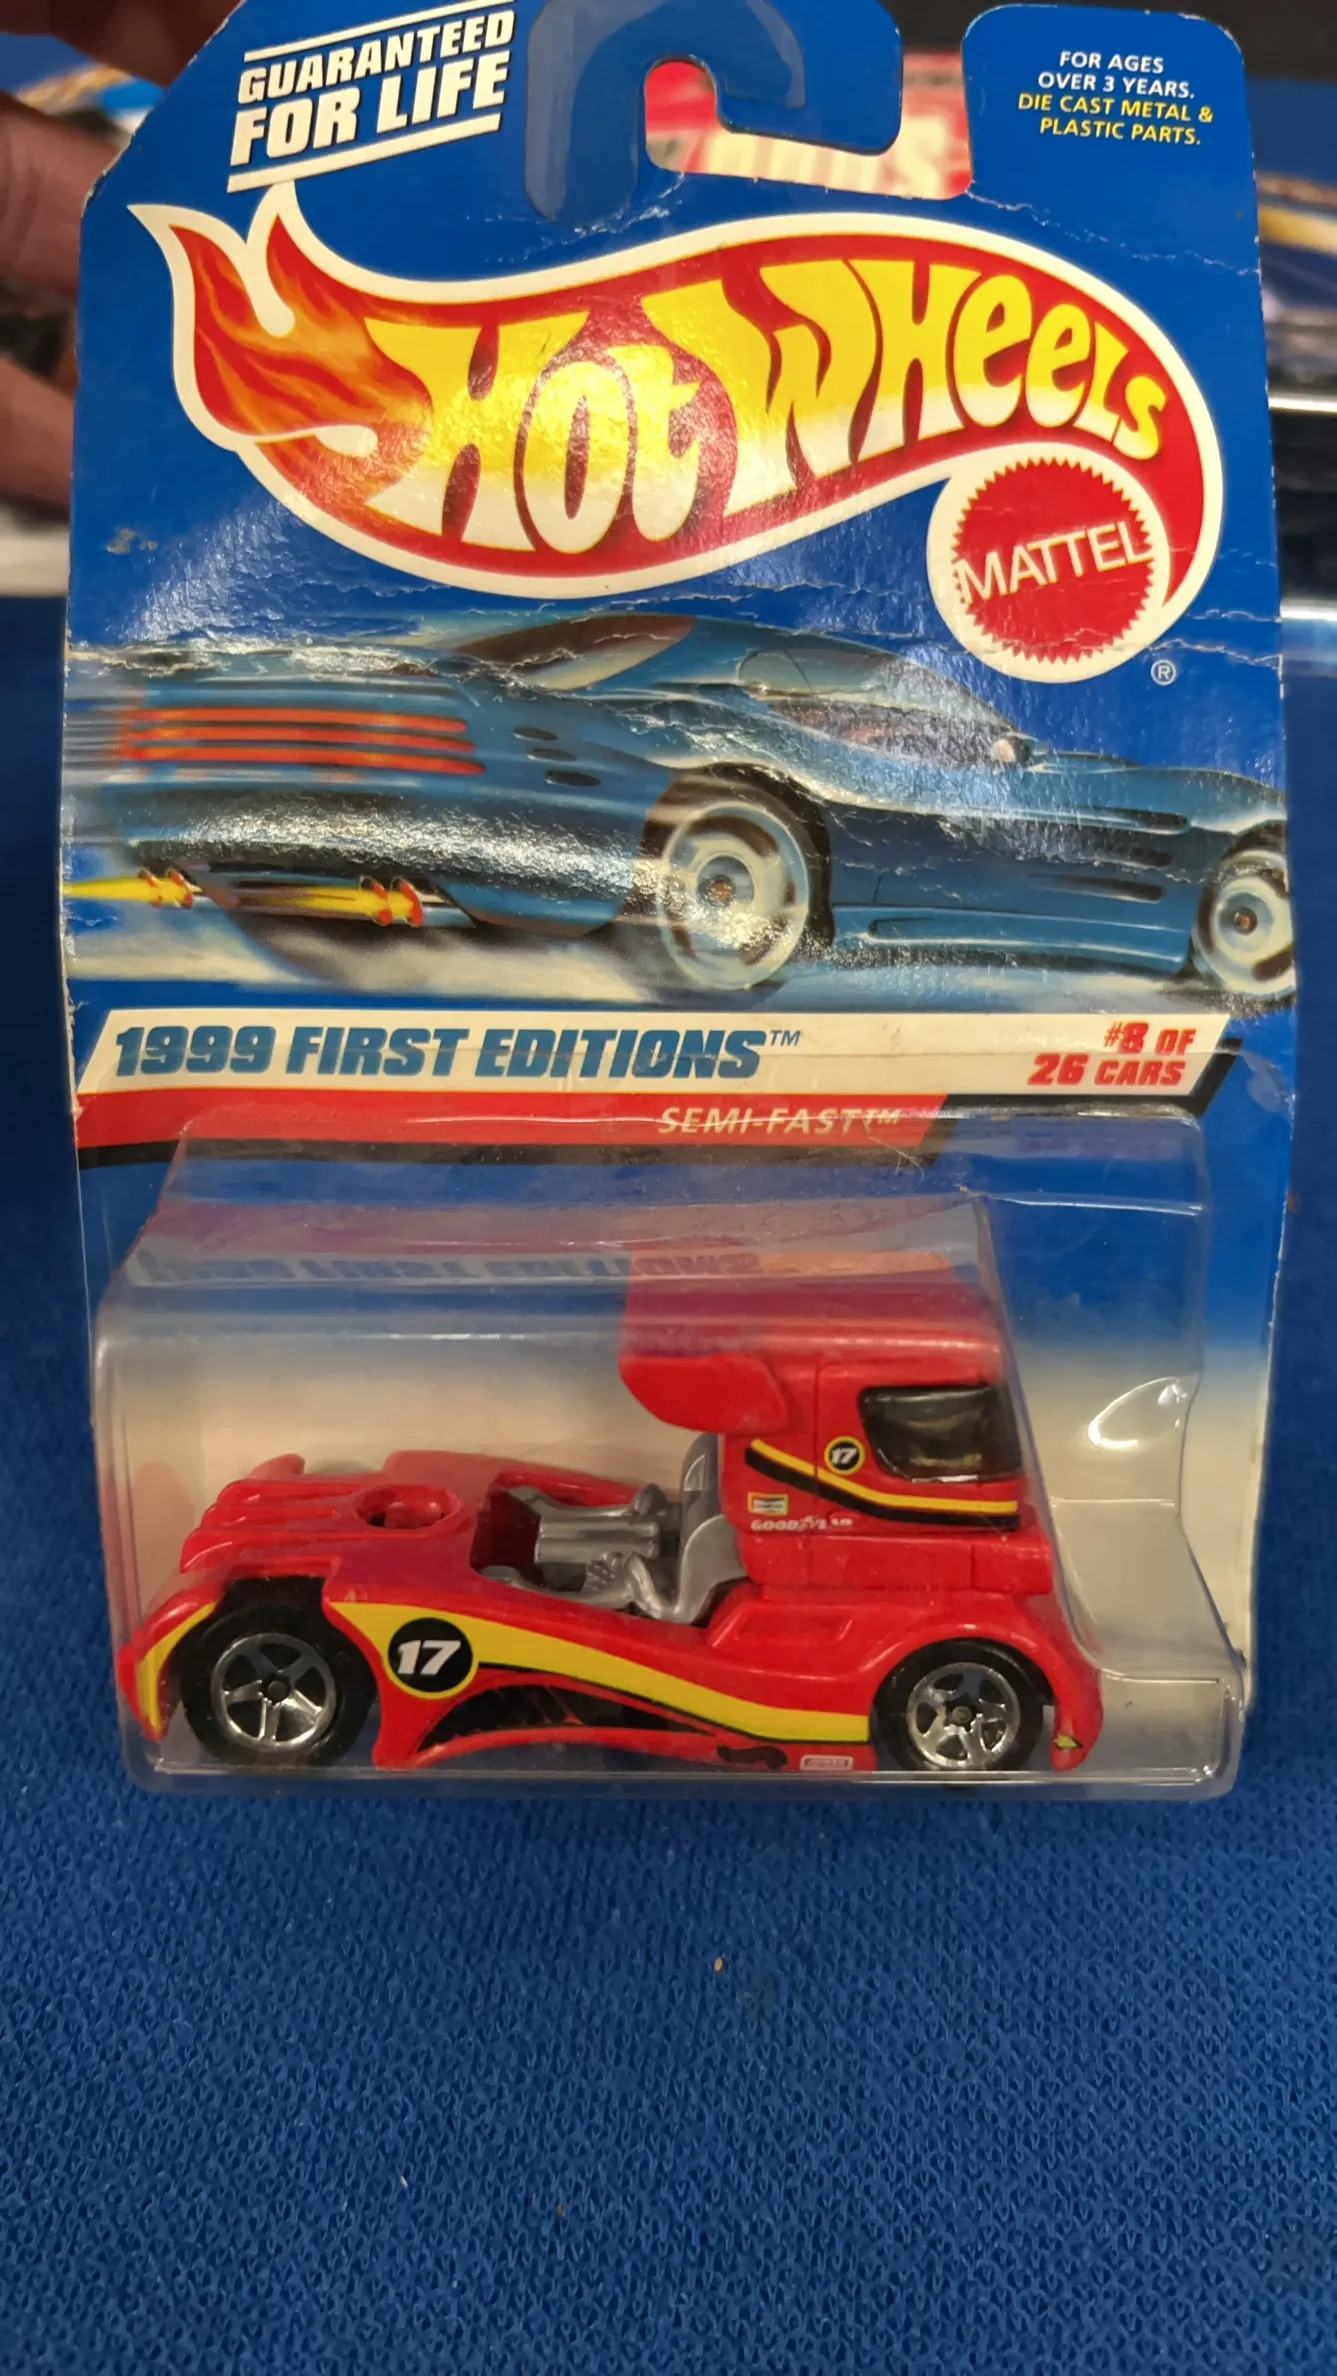 GUARANTEED
FOR LIFE
FOR AGES
OVER 3 YEARS.
DIE CAST METAL &
PLASTIC PARTS.
HOT WHEELS
MATTEL
®
1999 FIRST EDITIONS™
#8 OF
26 CARS
SEMI-FAST™
17
GOODYEAR
17